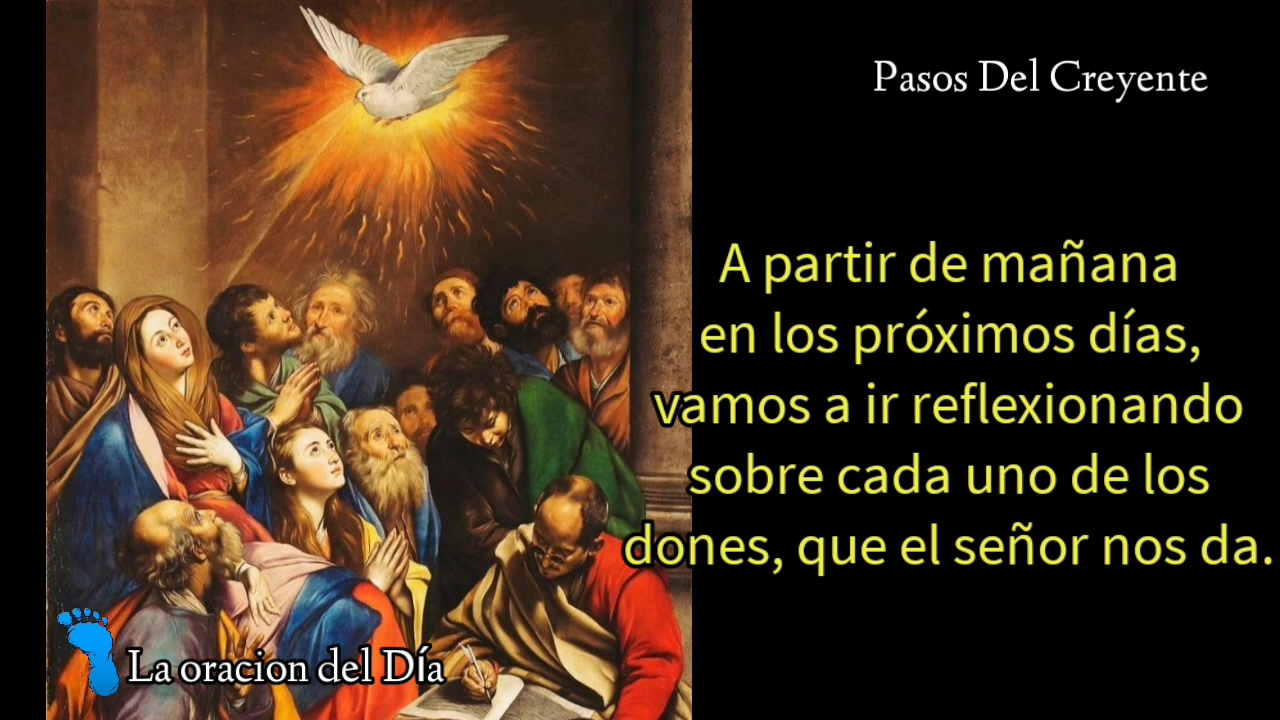 Pasos Del Creyente
A partir de mañana
en los próximos días,
vamos a ir reflexionando
sobre cada uno de los
dones, que el señor nos da.
La oracion del Día